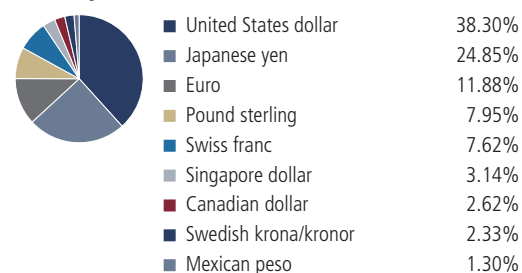 United States dollar 38.30%
Japanese yen 24.85%
Euro 11.88%
Pound sterling 7.95%
Swiss franc 7.62%
Singapore dollar 3.14%
Canadian dollar 2.62%
Swedish krona/kronor 2.33%
Mexican peso 1.30%